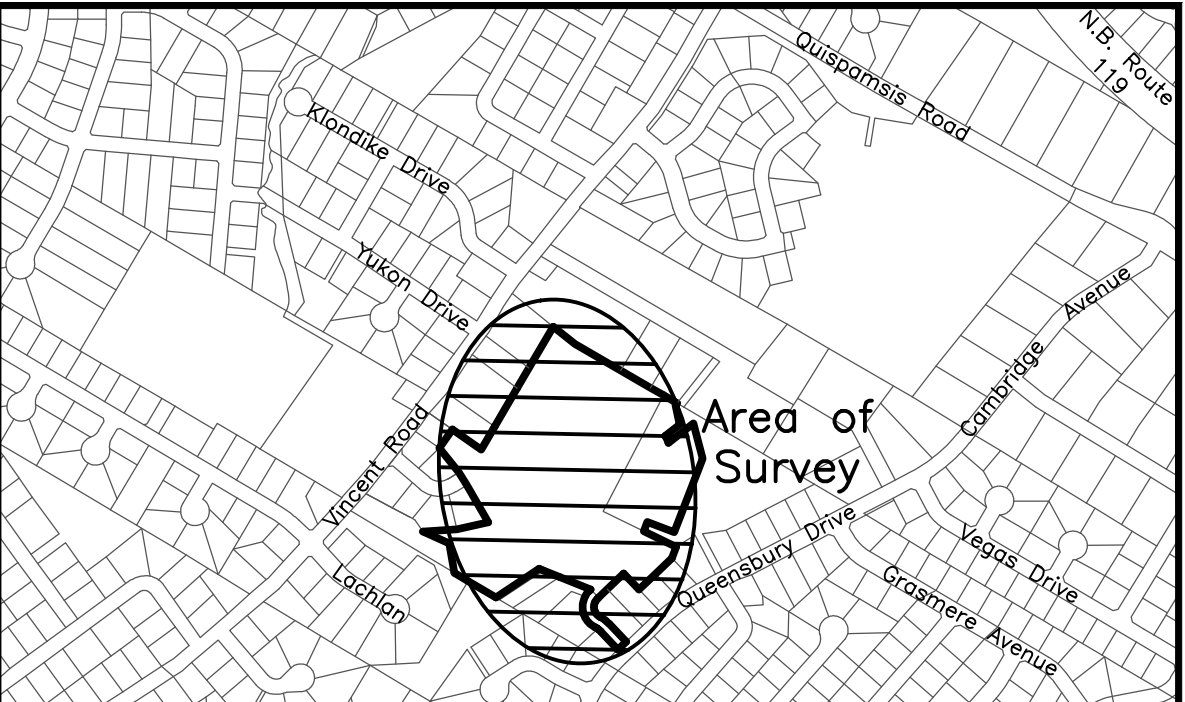 N.B. Route
119
Quispamsis Road
Klondike Drive
Yukon Drive
Avenue
Cambridge
Area of
Survey
Vincent Road
Queensbury Drive
Vegas Drive
Lachlan
Grasmere Avenue